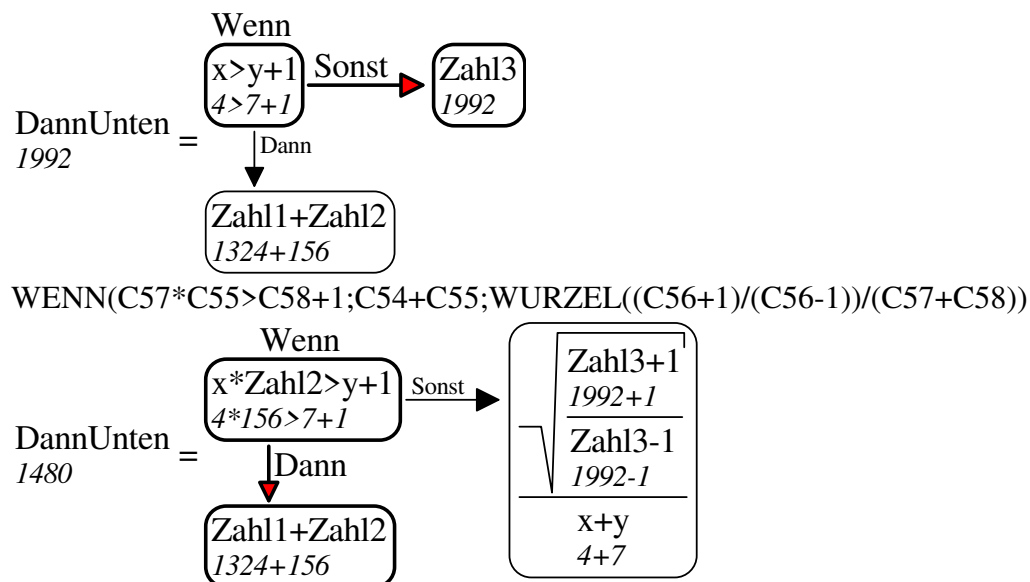 Wenn
x>y+1 Sonst Zahl3
4>7+1 1992
DannUnten =
1992
Dann
Zahl1+Zahl2
1324+156
WENN(C57*C55>C58+1;C54+C55;WURZEL((C56+1)/(C56-1))/(C57+C58))
Wenn
x*Zahl2>y+1 Sonst
4*156>7+1
Zahl3+1
1992+1
Zahl3-1
1992-1
x+y
4+7
DannUnten =
1480
Dann
Zahl1+Zahl2
1324+156